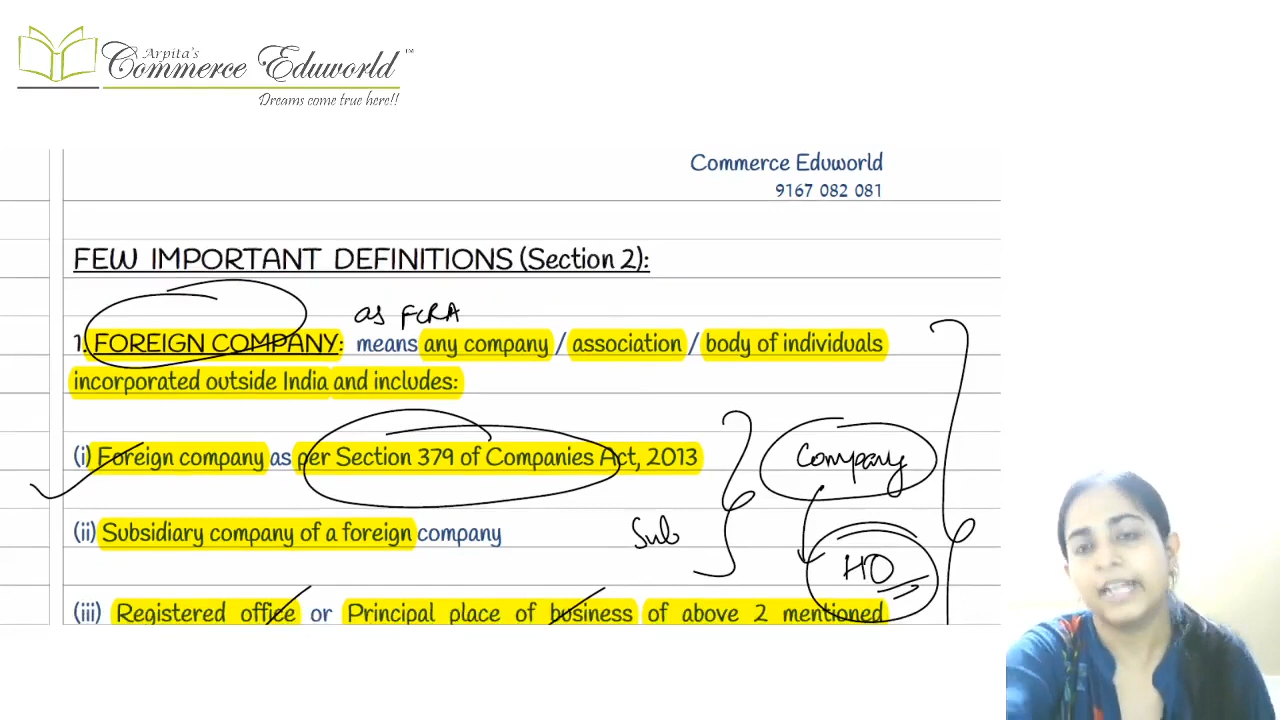 Arpita's
Commerce Eduworld™
Dreams come true here!!
Commerce Eduworld
9167 082 081
FEW IMPORTANT DEFINITIONS (Section 2):
as FCRA
1. FOREIGN COMPANY: means any company / association / body of individuals
incorporated outside India and includes:
(i) Foreign company as per Section 379 of Companies Act, 2013
Company
(ii) Subsidiary company of a foreign company
Sub
HO
(iii) Registered office or Principal place of business of above 2 mentioned